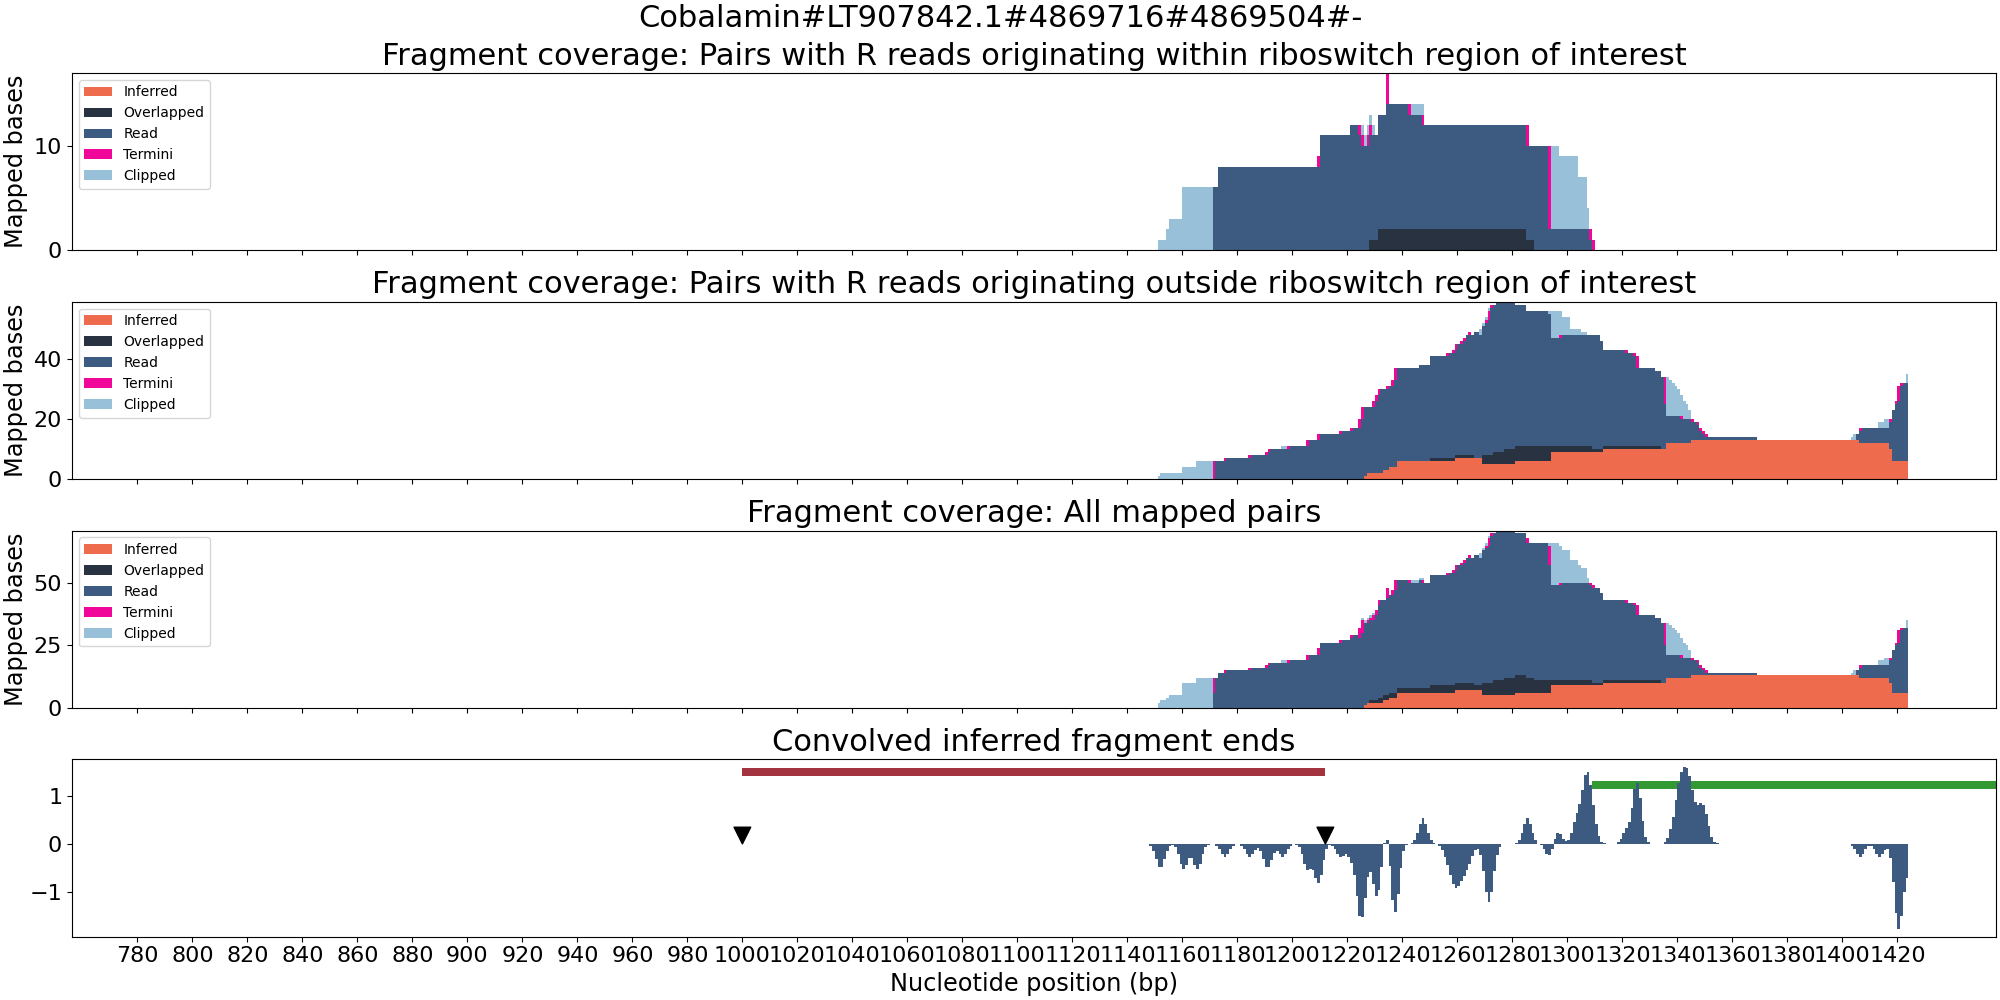 Cobalamin#LT907842.1#4869716#4869504#-
Fragment coverage: Pairs with R reads originating within riboswitch region of interest
Mapped bases
10
0
Inferred
Overlapped
Read
Termini
Clipped
Fragment coverage: Pairs with R reads originating outside riboswitch region of interest
Mapped bases
40
20
0
Inferred
Overlapped
Read
Termini
Clipped
Fragment coverage: All mapped pairs
Mapped bases
50
25
0
Inferred
Overlapped
Read
Termini
Clipped
Convolved inferred fragment ends
1
0
−1
780 800 820 840 860 880 900 920 940 960 980 1000 1020 1040 1060 1080 1100 1120 1140 1160 1180 1200 1220 1240 1260 1280 1300 1320 1340 1360 1380 1400 1420
Nucleotide position (bp)